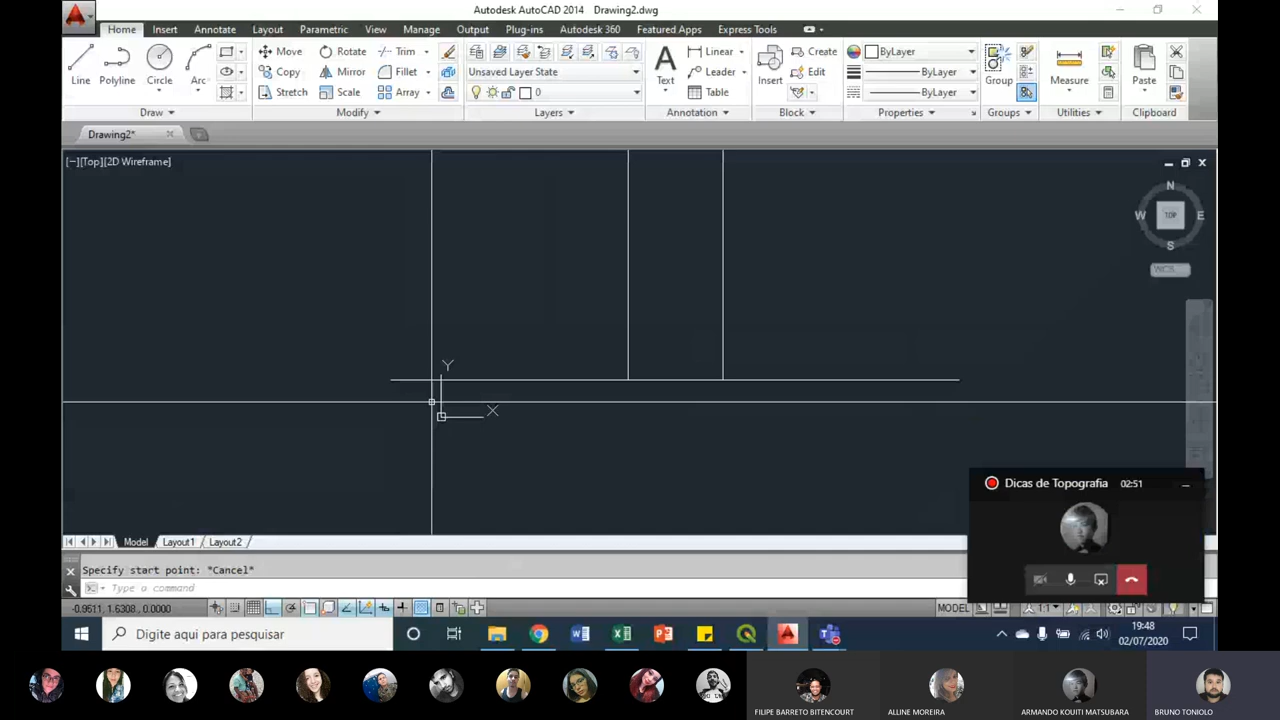 Autodesk AutoCAD 2014 Drawing2.dwg
Home Insert Annotate Layout Parametric View Manage Output Plug-ins Autodesk 360 Featured Apps Express Tools
Line Polyline Circle Arc
Move Rotate Trim
Copy Mirror Fillet
Stretch Scale Array
Unsaved Layer State
0
Text
Linear
Leader
Table
Insert
Create
Edit
ByLayer
ByLayer
ByLayer
Group
Measure
Paste
Draw Modify Layers Annotation Block Properties Groups Utilities Clipboard
Drawing2*
[−][Top][2D Wireframe]
N
W TOP E
S
WCS
Y
X
Dicas de Topografia 02:51
Model Layout1 Layout2
Specify start point: *Cancel*
Type a command
-0.9611, 1.6308, 0.0000
MODEL 1:1
Digite aqui para pesquisar
19:48
02/07/2020
FILIPE BARRETO BITENCOURT ALLINE MOREIRA ARMANDO KOUITI MATSUBARA BRUNO TONIOLO